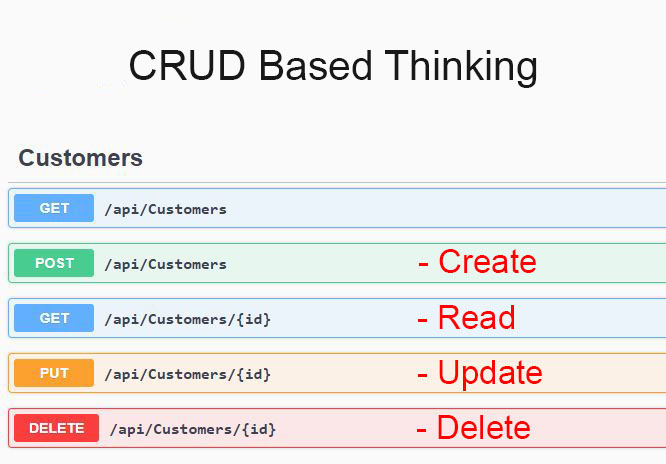 CRUD Based Thinking
Customers
GET /api/Customers
POST /api/Customers - Create
GET /api/Customers/{id} - Read
PUT /api/Customers/{id} - Update
DELETE /api/Customers/{id} - Delete